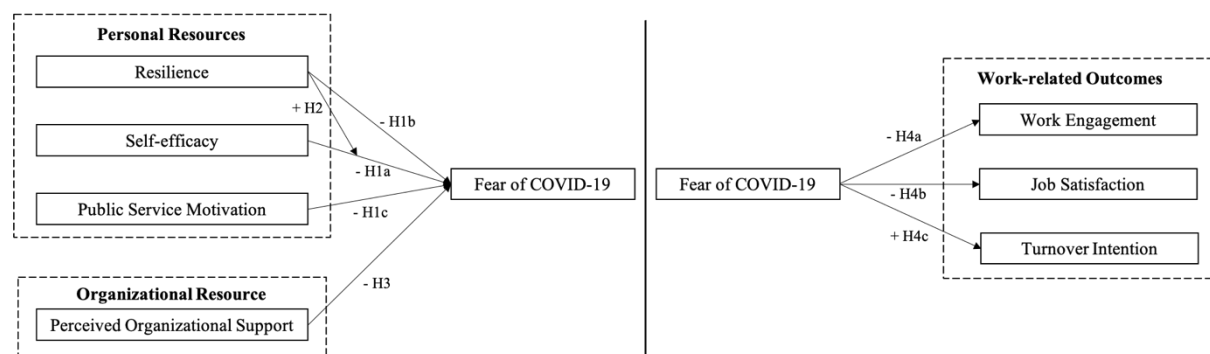 Personal Resources
Resilience
+ H2
- H1b
Self-efficacy
- H1a
Public Service Motivation
- H1c
Fear of COVID-19
Organizational Resource
Perceived Organizational Support
- H3
Fear of COVID-19
Work-related Outcomes
- H4a
Work Engagement
- H4b
Job Satisfaction
+ H4c
Turnover Intention